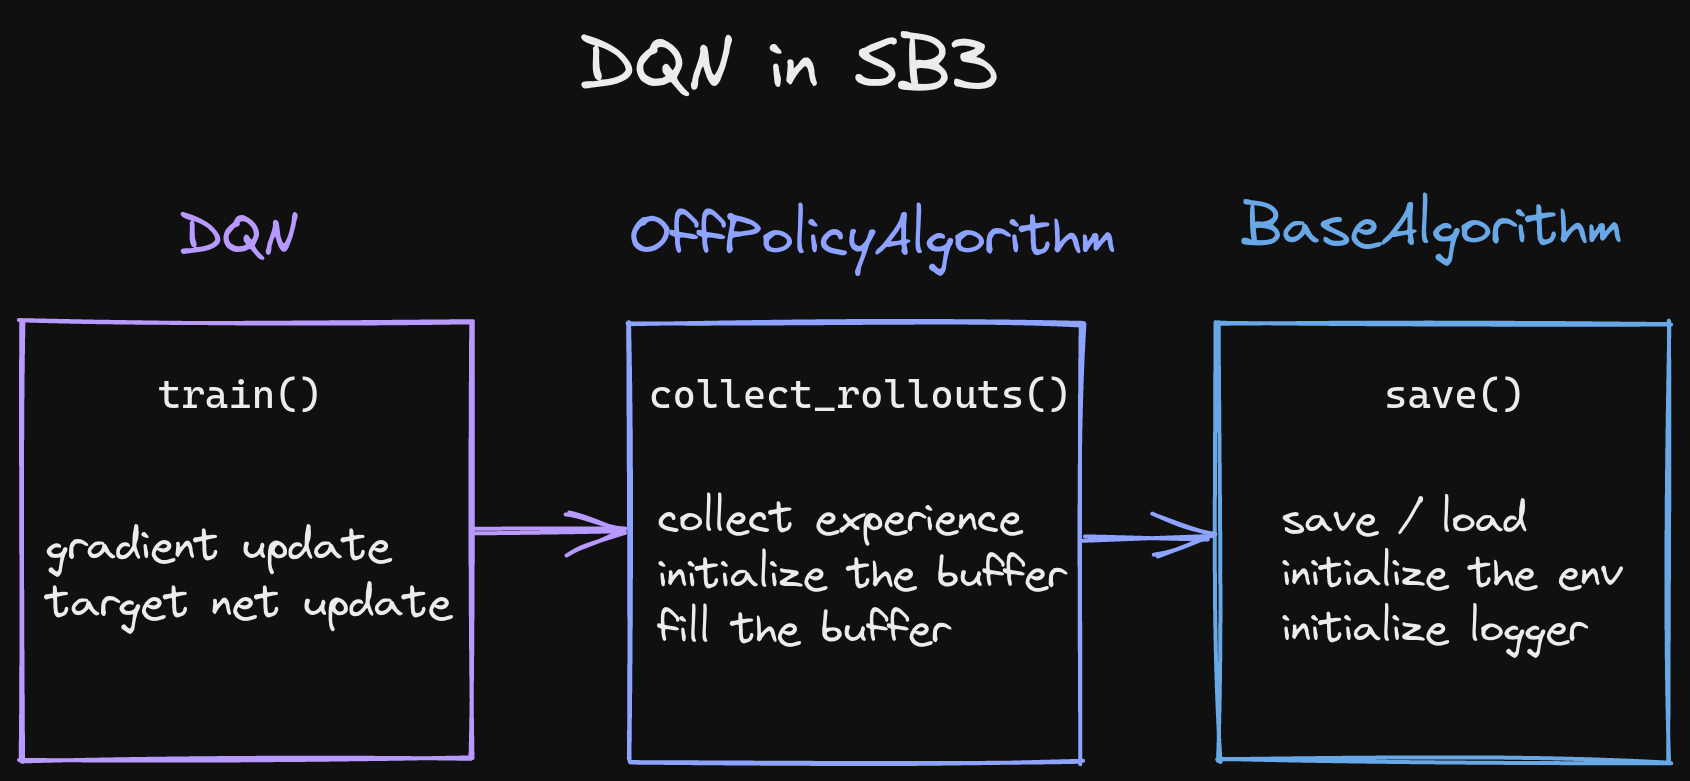 DQN in SB3
DQN
train()
gradient update
target net update
OffPolicyAlgorithm
collect_rollouts()
collect experience
initialize the buffer
fill the buffer
BaseAlgorithm
save()
save / load
initialize the env
initialize logger